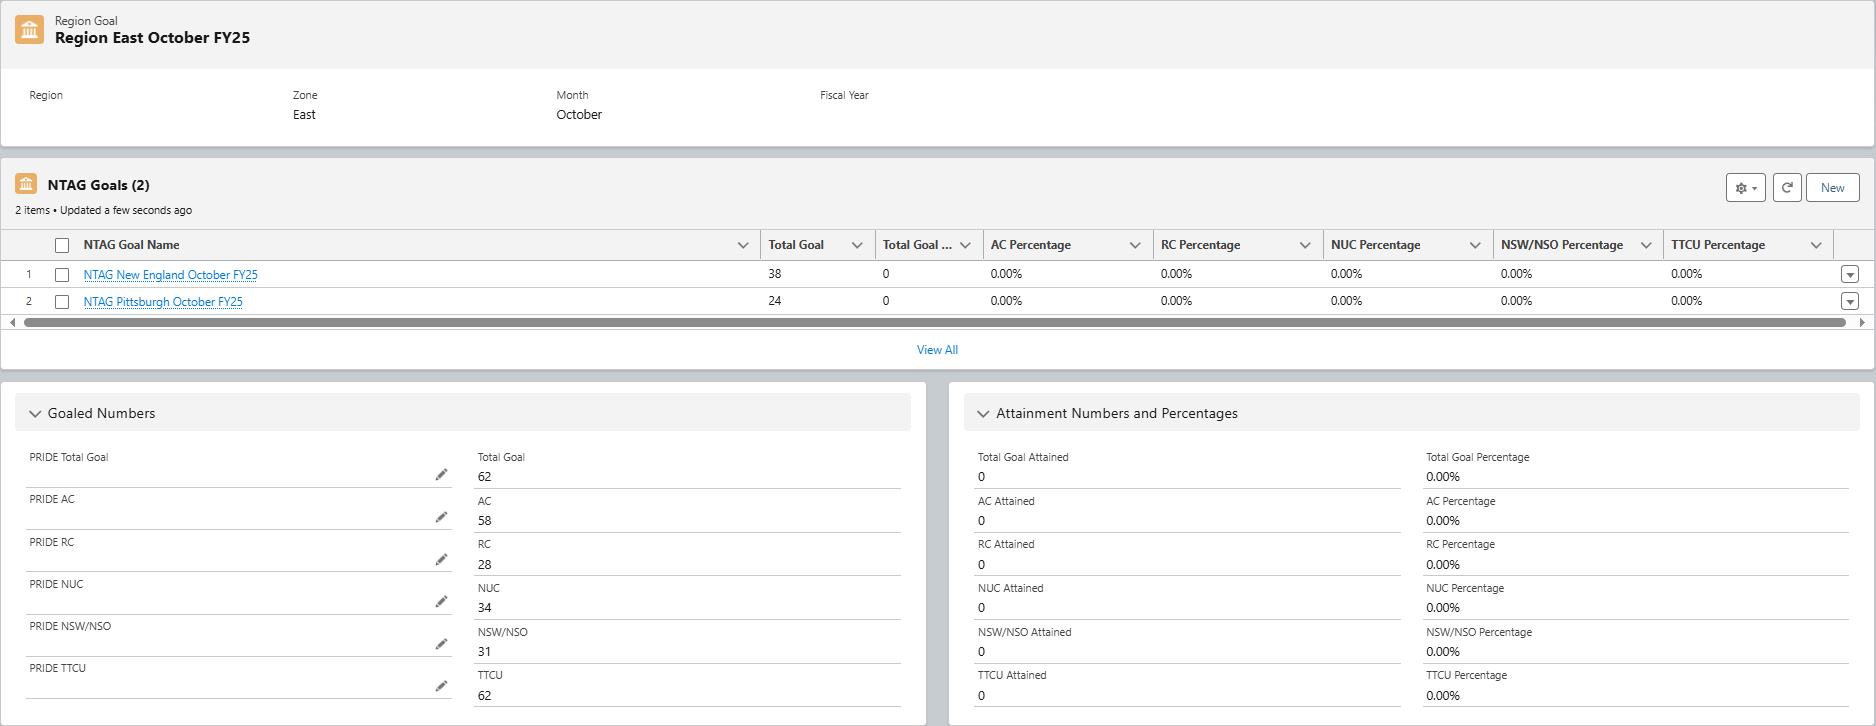 Region Goal
Region East October FY25
Region Zone Month Fiscal Year
East October
NTAG Goals (2)
2 items • Updated a few seconds ago
New
NTAG Goal Name Total Goal Total Goal ... AC Percentage RC Percentage NUC Percentage NSW/NSO Percentage TTCU Percentage
1 NTAG New England October FY25 38 0 0.00% 0.00% 0.00% 0.00% 0.00%
2 NTAG Pittsburgh October FY25 24 0 0.00% 0.00% 0.00% 0.00% 0.00%
View All
Goaled Numbers
PRIDE Total Goal
PRIDE AC
PRIDE RC
PRIDE NUC
PRIDE NSW/NSO
PRIDE TTCU
Total Goal
62
AC
58
RC
28
NUC
34
NSW/NSO
31
TTCU
62
Attainment Numbers and Percentages
Total Goal Attained
0
AC Attained
0
RC Attained
0
NUC Attained
0
NSW/NSO Attained
0
TTCU Attained
0
Total Goal Percentage
0.00%
AC Percentage
0.00%
RC Percentage
0.00%
NUC Percentage
0.00%
NSW/NSO Percentage
0.00%
TTCU Percentage
0.00%